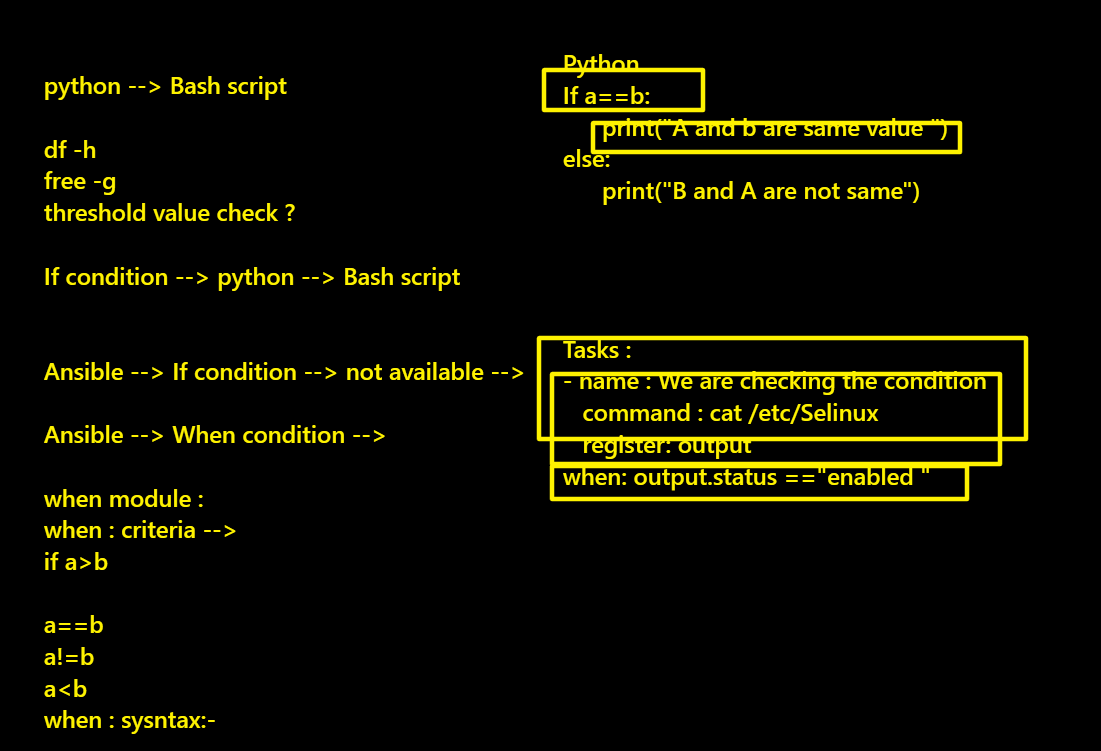 python --> Bash script
df -h
free -g
threshold value check ?
If condition --> python --> Bash script
Ansible --> If condition --> not available -->
Ansible --> When condition -->
when module :
when : criteria -->
if a>b
a==b
a!=b
a<b
when : sysntax:-
Python
If a==b:
print("A and b are same value ")
else:
print("B and A are not same")
Tasks :
- name : We are checking the condition
command : cat /etc/Selinux
register: output
when: output.status =="enabled "